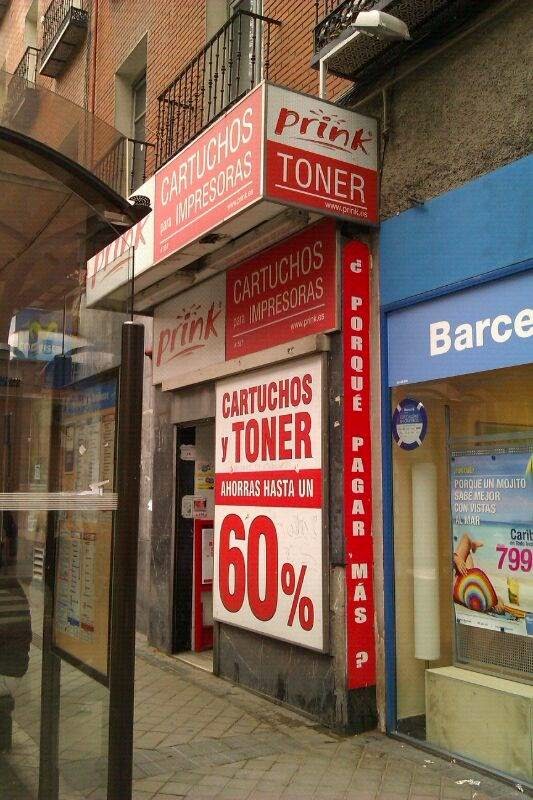 CARTUCHOS
para IMPRESORAS
www.prink.es
prink
TONER
www.prink.es
prink
CARTUCHOS
para IMPRESORAS
www.prink.es
CARTUCHOS
y TONER
AHORRAS HASTA UN
60%
¿ PORQUÉ PAGAR MÁS ?
Barce
PORQUE UN MOJITO
SABE MEJOR
CON VISTAS
AL MAR
Carib
799